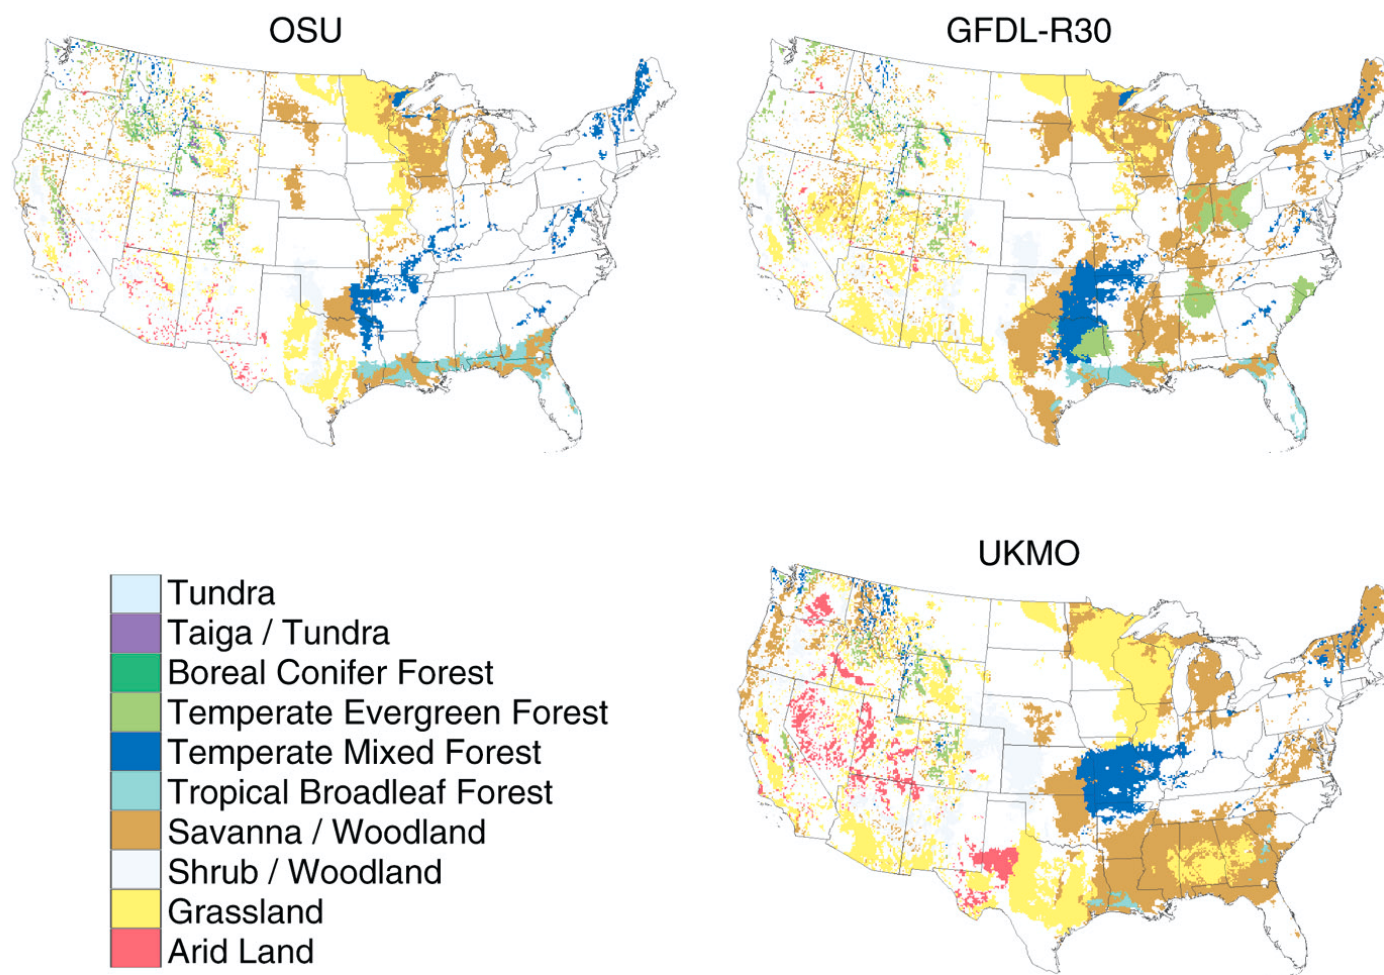 OSU
GFDL-R30
UKMO
Tundra
Taiga / Tundra
Boreal Conifer Forest
Temperate Evergreen Forest
Temperate Mixed Forest
Tropical Broadleaf Forest
Savanna / Woodland
Shrub / Woodland
Grassland
Arid Land